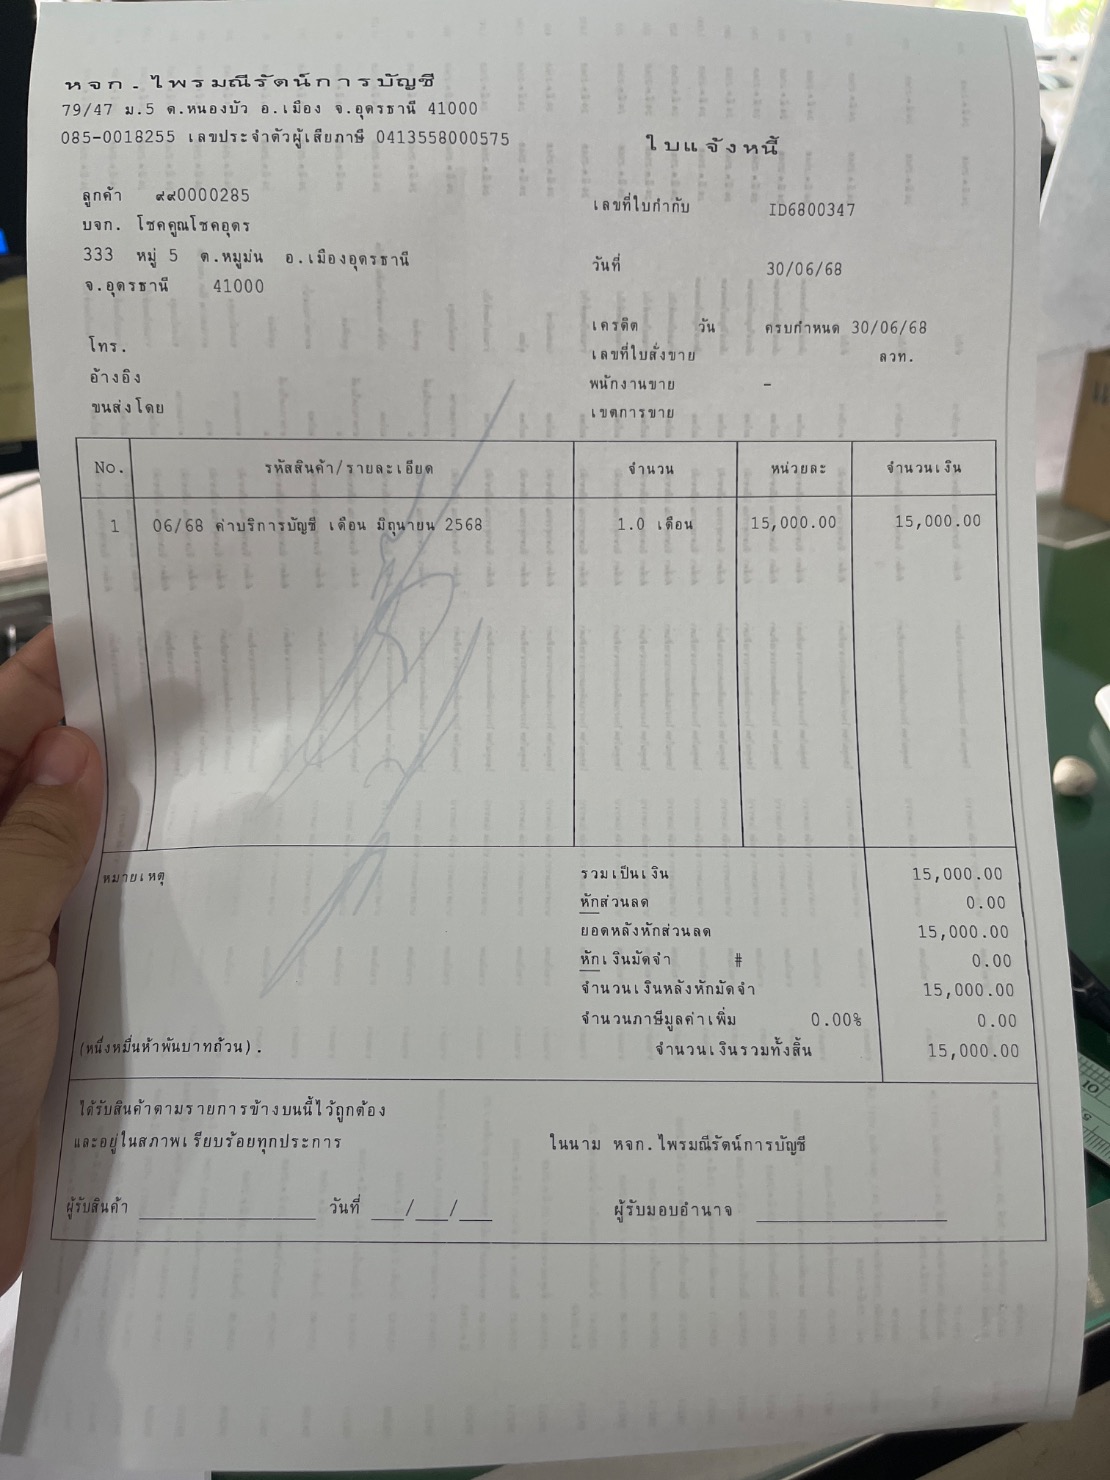 หจก.ไพรมณีรัตน์การบัญชี
79/47 ม.5 ต.หนองบัว อ.เมือง จ.อุดรธานี 41000
085-0018255 เลขประจำตัวผู้เสียภาษี 0413558000575
ใบแจ้งหนี้
ลูกค้า ๙๙0000285
เลขที่ใบกำกับ ID6800347
บจก. โชคคูณโชคอุดร
333 หมู่ 5 ต.หมูม่น อ.เมืองอุดรธานี
วันที่ 30/06/68
จ.อุดรธานี 41000
เครดิต วัน ครบกำหนด 30/06/68
โทร.
เลขที่ใบสั่งขาย ลวท.
อ้างอิง
พนักงานขาย -
ขนส่งโดย
เขตการขาย
No. รหัสสินค้า/รายละเอียด จำนวน หน่วยละ จำนวนเงิน
1 06/68 ค่าบริการบัญชี เดือน มิถุนายน 2568 1.0 เดือน 15,000.00 15,000.00
หมายเหตุ รวมเป็นเงิน 15,000.00
หักส่วนลด 0.00
ยอดหลังหักส่วนลด 15,000.00
หักเงินมัดจำ # 0.00
จำนวนเงินหลังหักมัดจำ 15,000.00
จำนวนภาษีมูลค่าเพิ่ม 0.00% 0.00
(หนึ่งหมื่นห้าพันบาทถ้วน). จำนวนเงินรวมทั้งสิ้น 15,000.00
ได้รับสินค้าตามรายการข้างบนนี้ไว้ถูกต้อง
และอยู่ในสภาพเรียบร้อยทุกประการ ในนาม หจก.ไพรมณีรัตน์การบัญชี
ผู้รับสินค้า ____________ วันที่ ___/___/___ ผู้รับมอบอำนาจ ____________